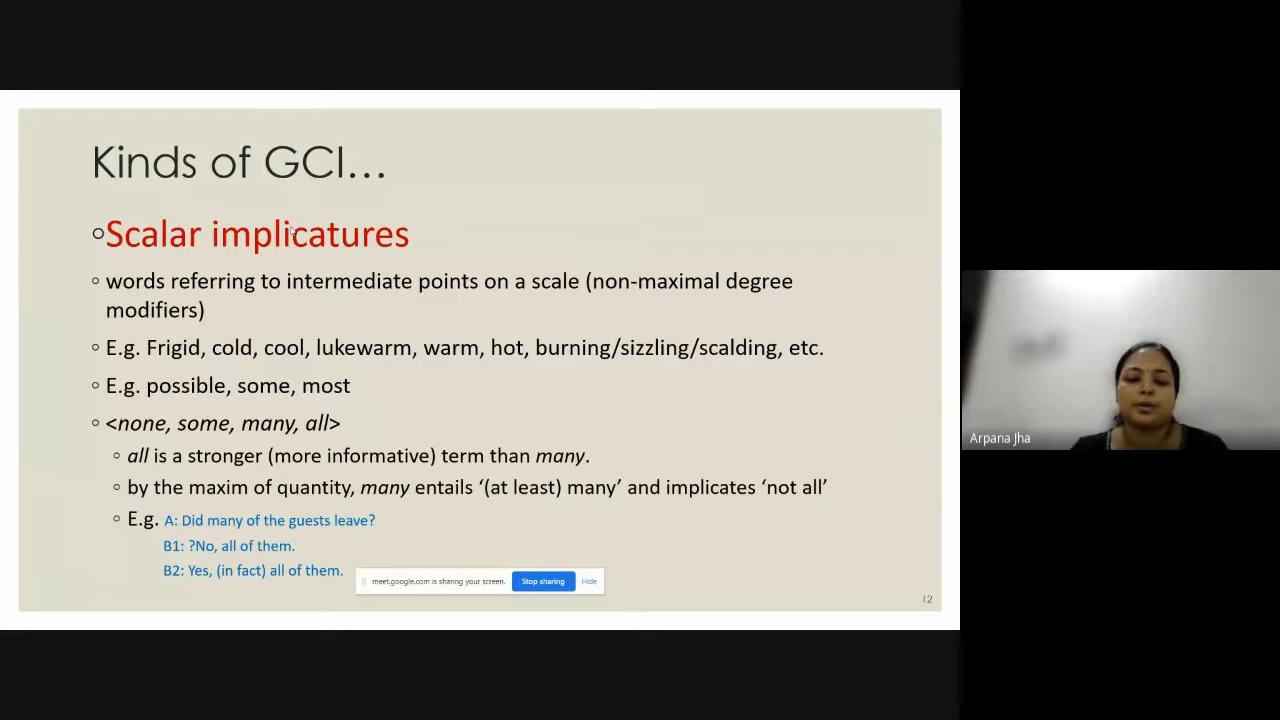 Kinds of GCI…
◦Scalar implicatures
◦ words referring to intermediate points on a scale (non-maximal degree
modifiers)
◦ E.g. Frigid, cold, cool, lukewarm, warm, hot, burning/sizzling/scalding, etc.
◦ E.g. possible, some, most
◦ <none, some, many, all>
◦ all is a stronger (more informative) term than many.
◦ by the maxim of quantity, many entails ‘(at least) many’ and implicates ‘not all’
◦ E.g. A: Did many of the guests leave?
B1: ?No, all of them.
B2: Yes, (in fact) all of them.
meet.google.com is sharing your screen. Stop sharing Hide
12
Arpana Jha